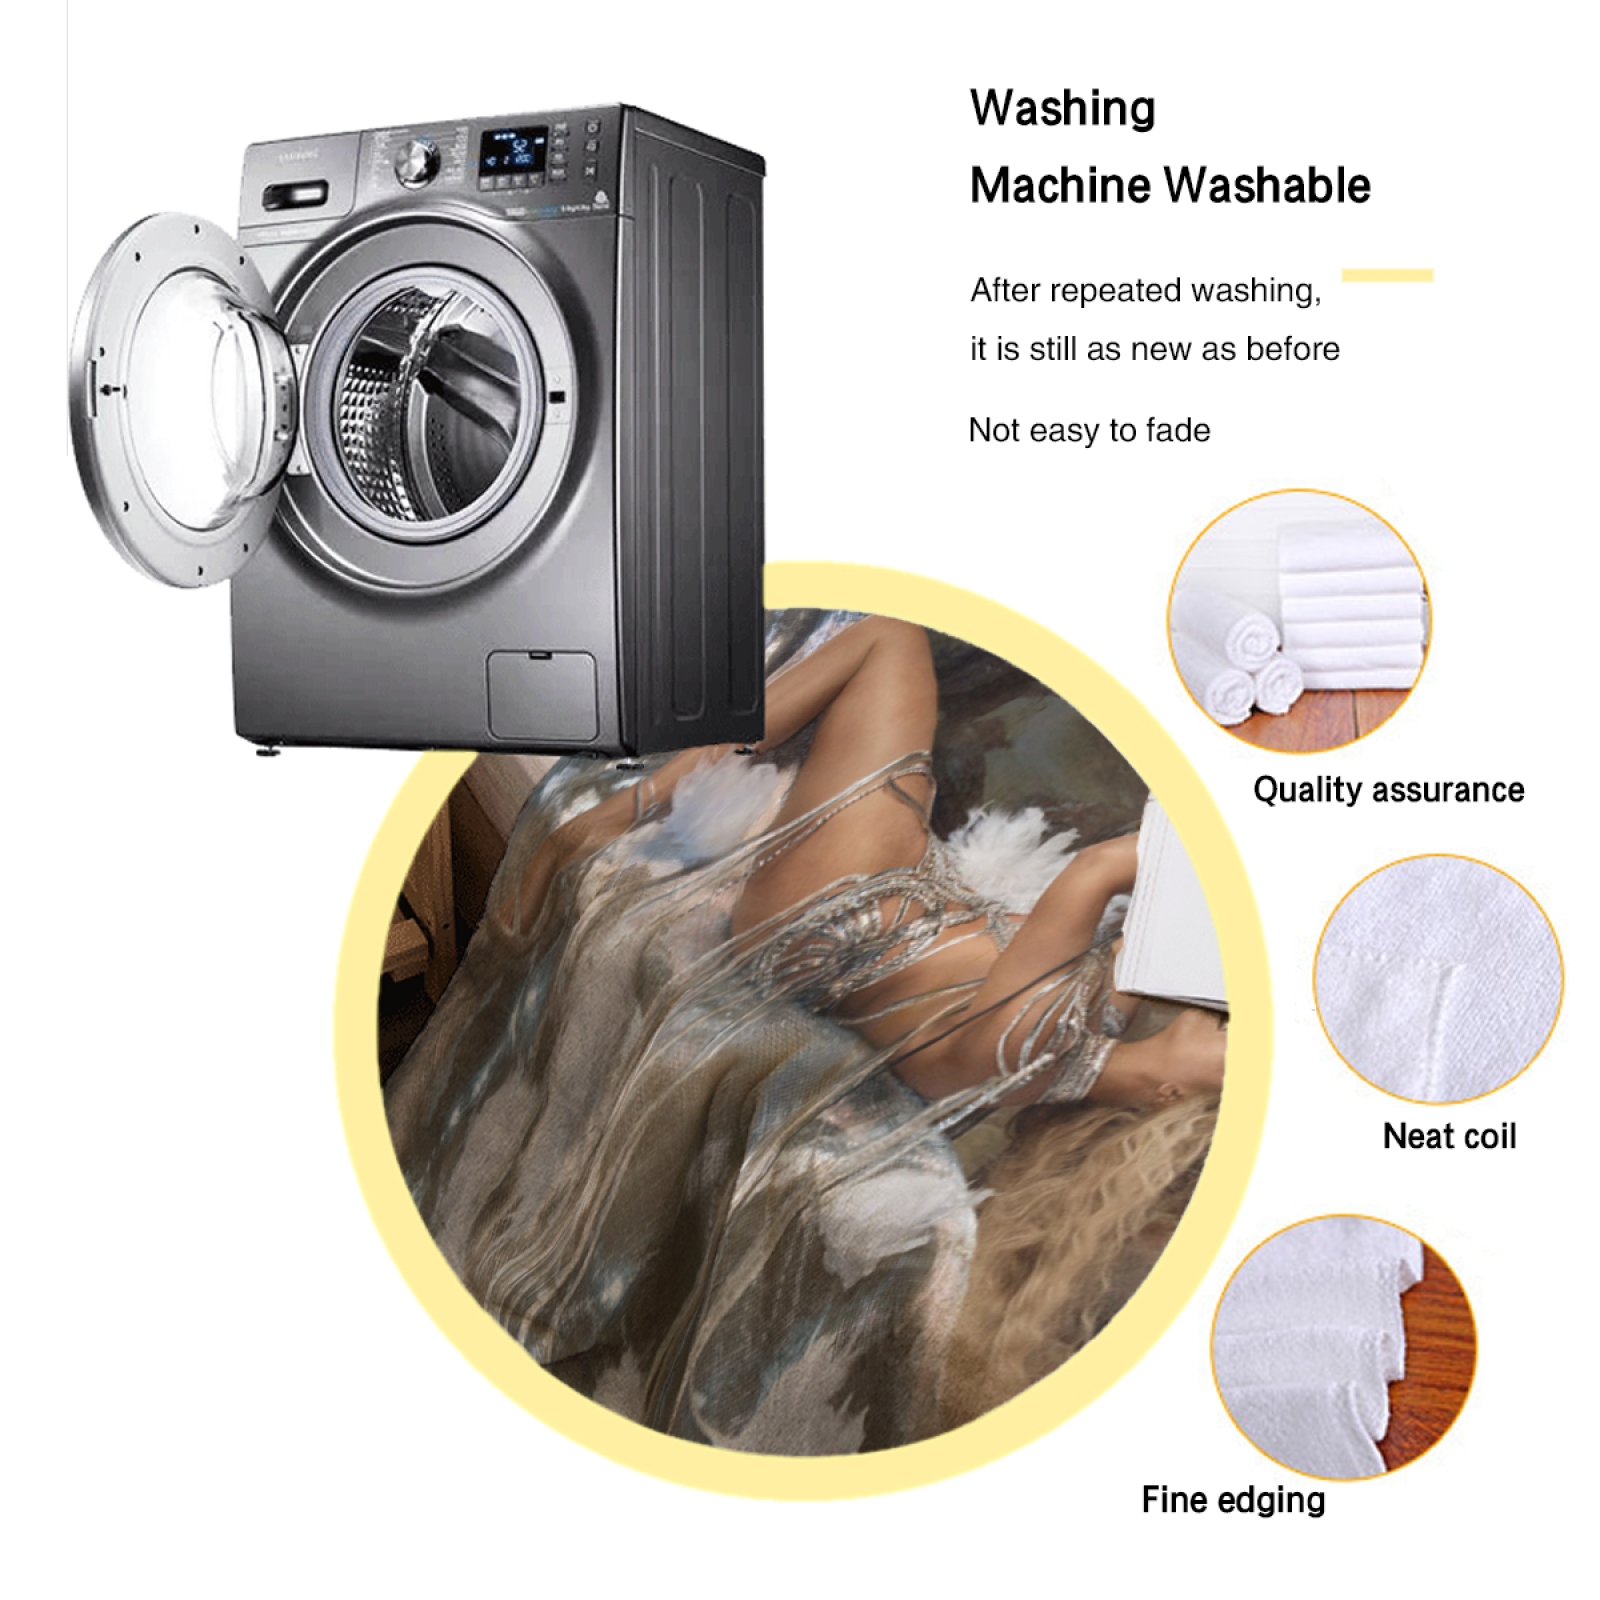 Washing
Machine Washable
After repeated washing,
it is still as new as before
Not easy to fade
Quality assurance
Neat coil
Fine edging